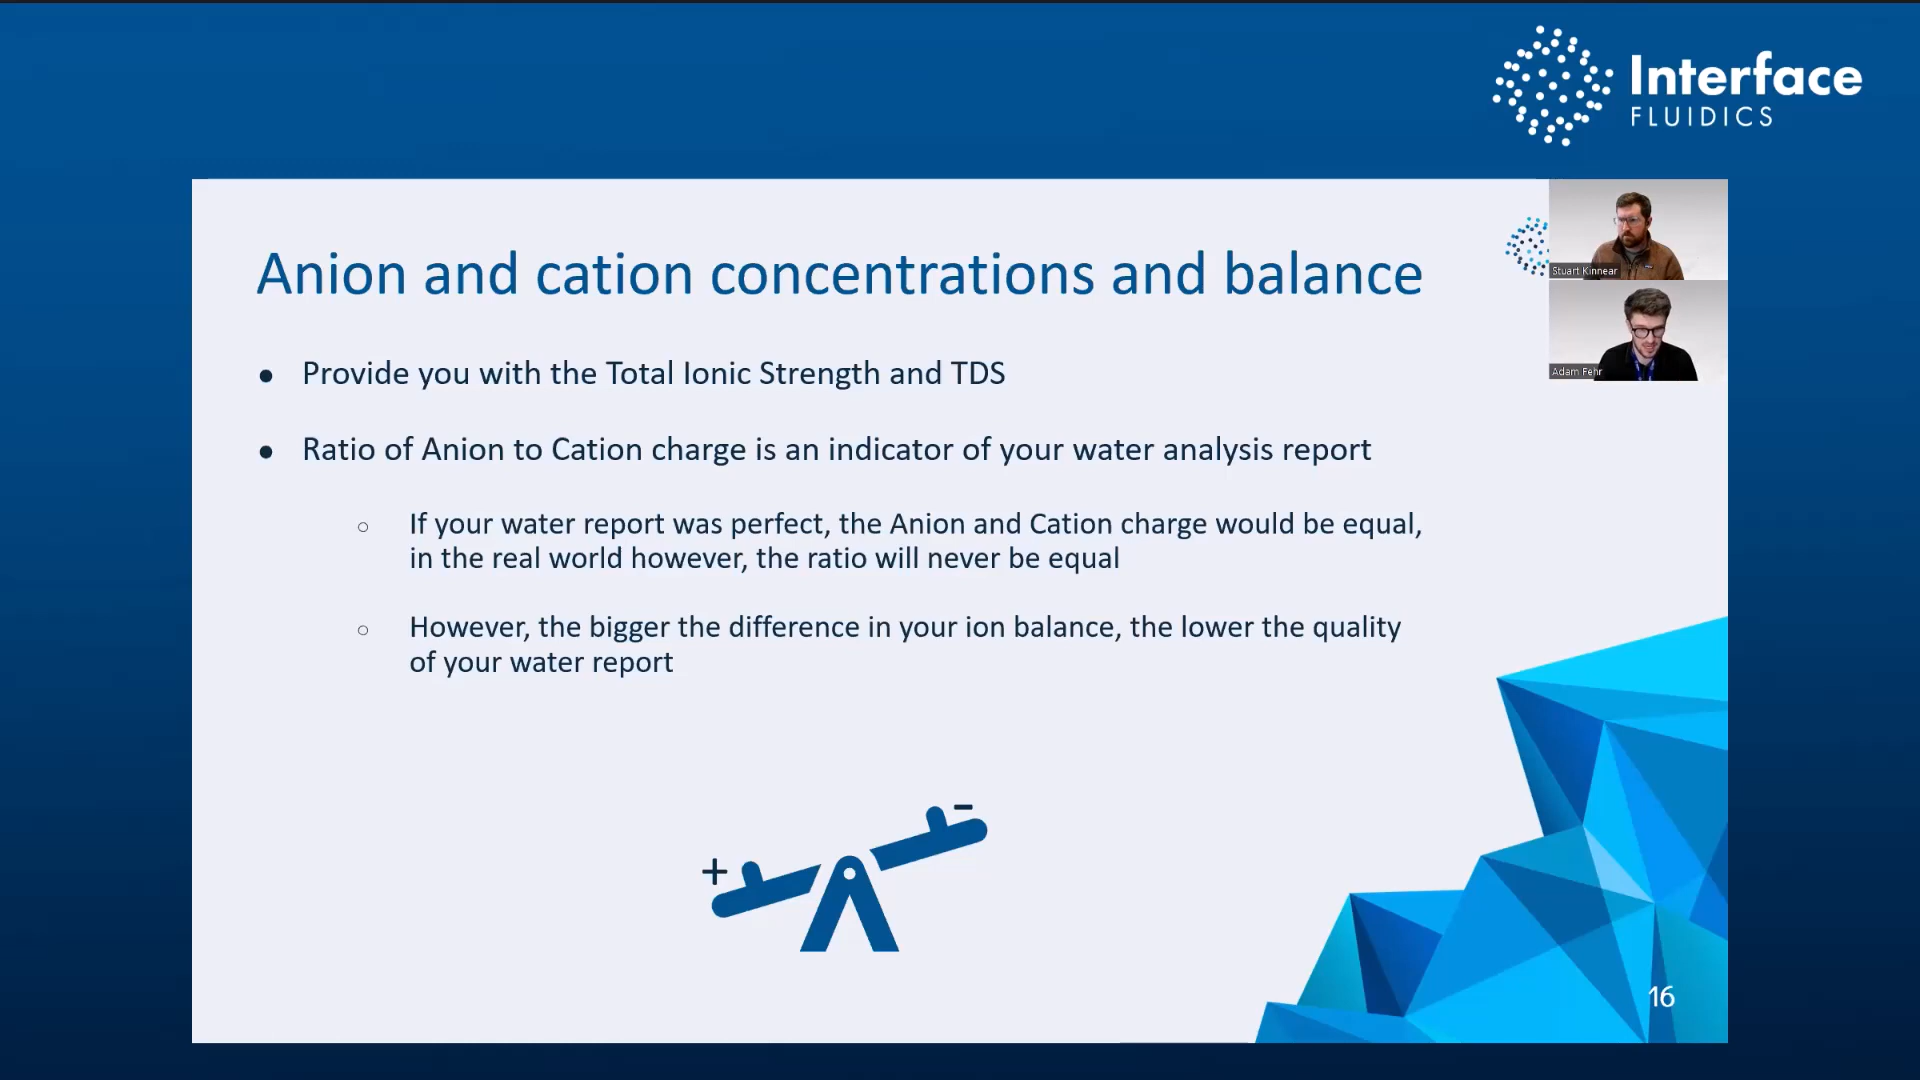 Interface
FLUIDICS
Stuart Kinnear
Adam Fehr
Anion and cation concentrations and balance
● Provide you with the Total Ionic Strength and TDS
● Ratio of Anion to Cation charge is an indicator of your water analysis report
○ If your water report was perfect, the Anion and Cation charge would be equal,
in the real world however, the ratio will never be equal
○ However, the bigger the difference in your ion balance, the lower the quality
of your water report
+
-
16